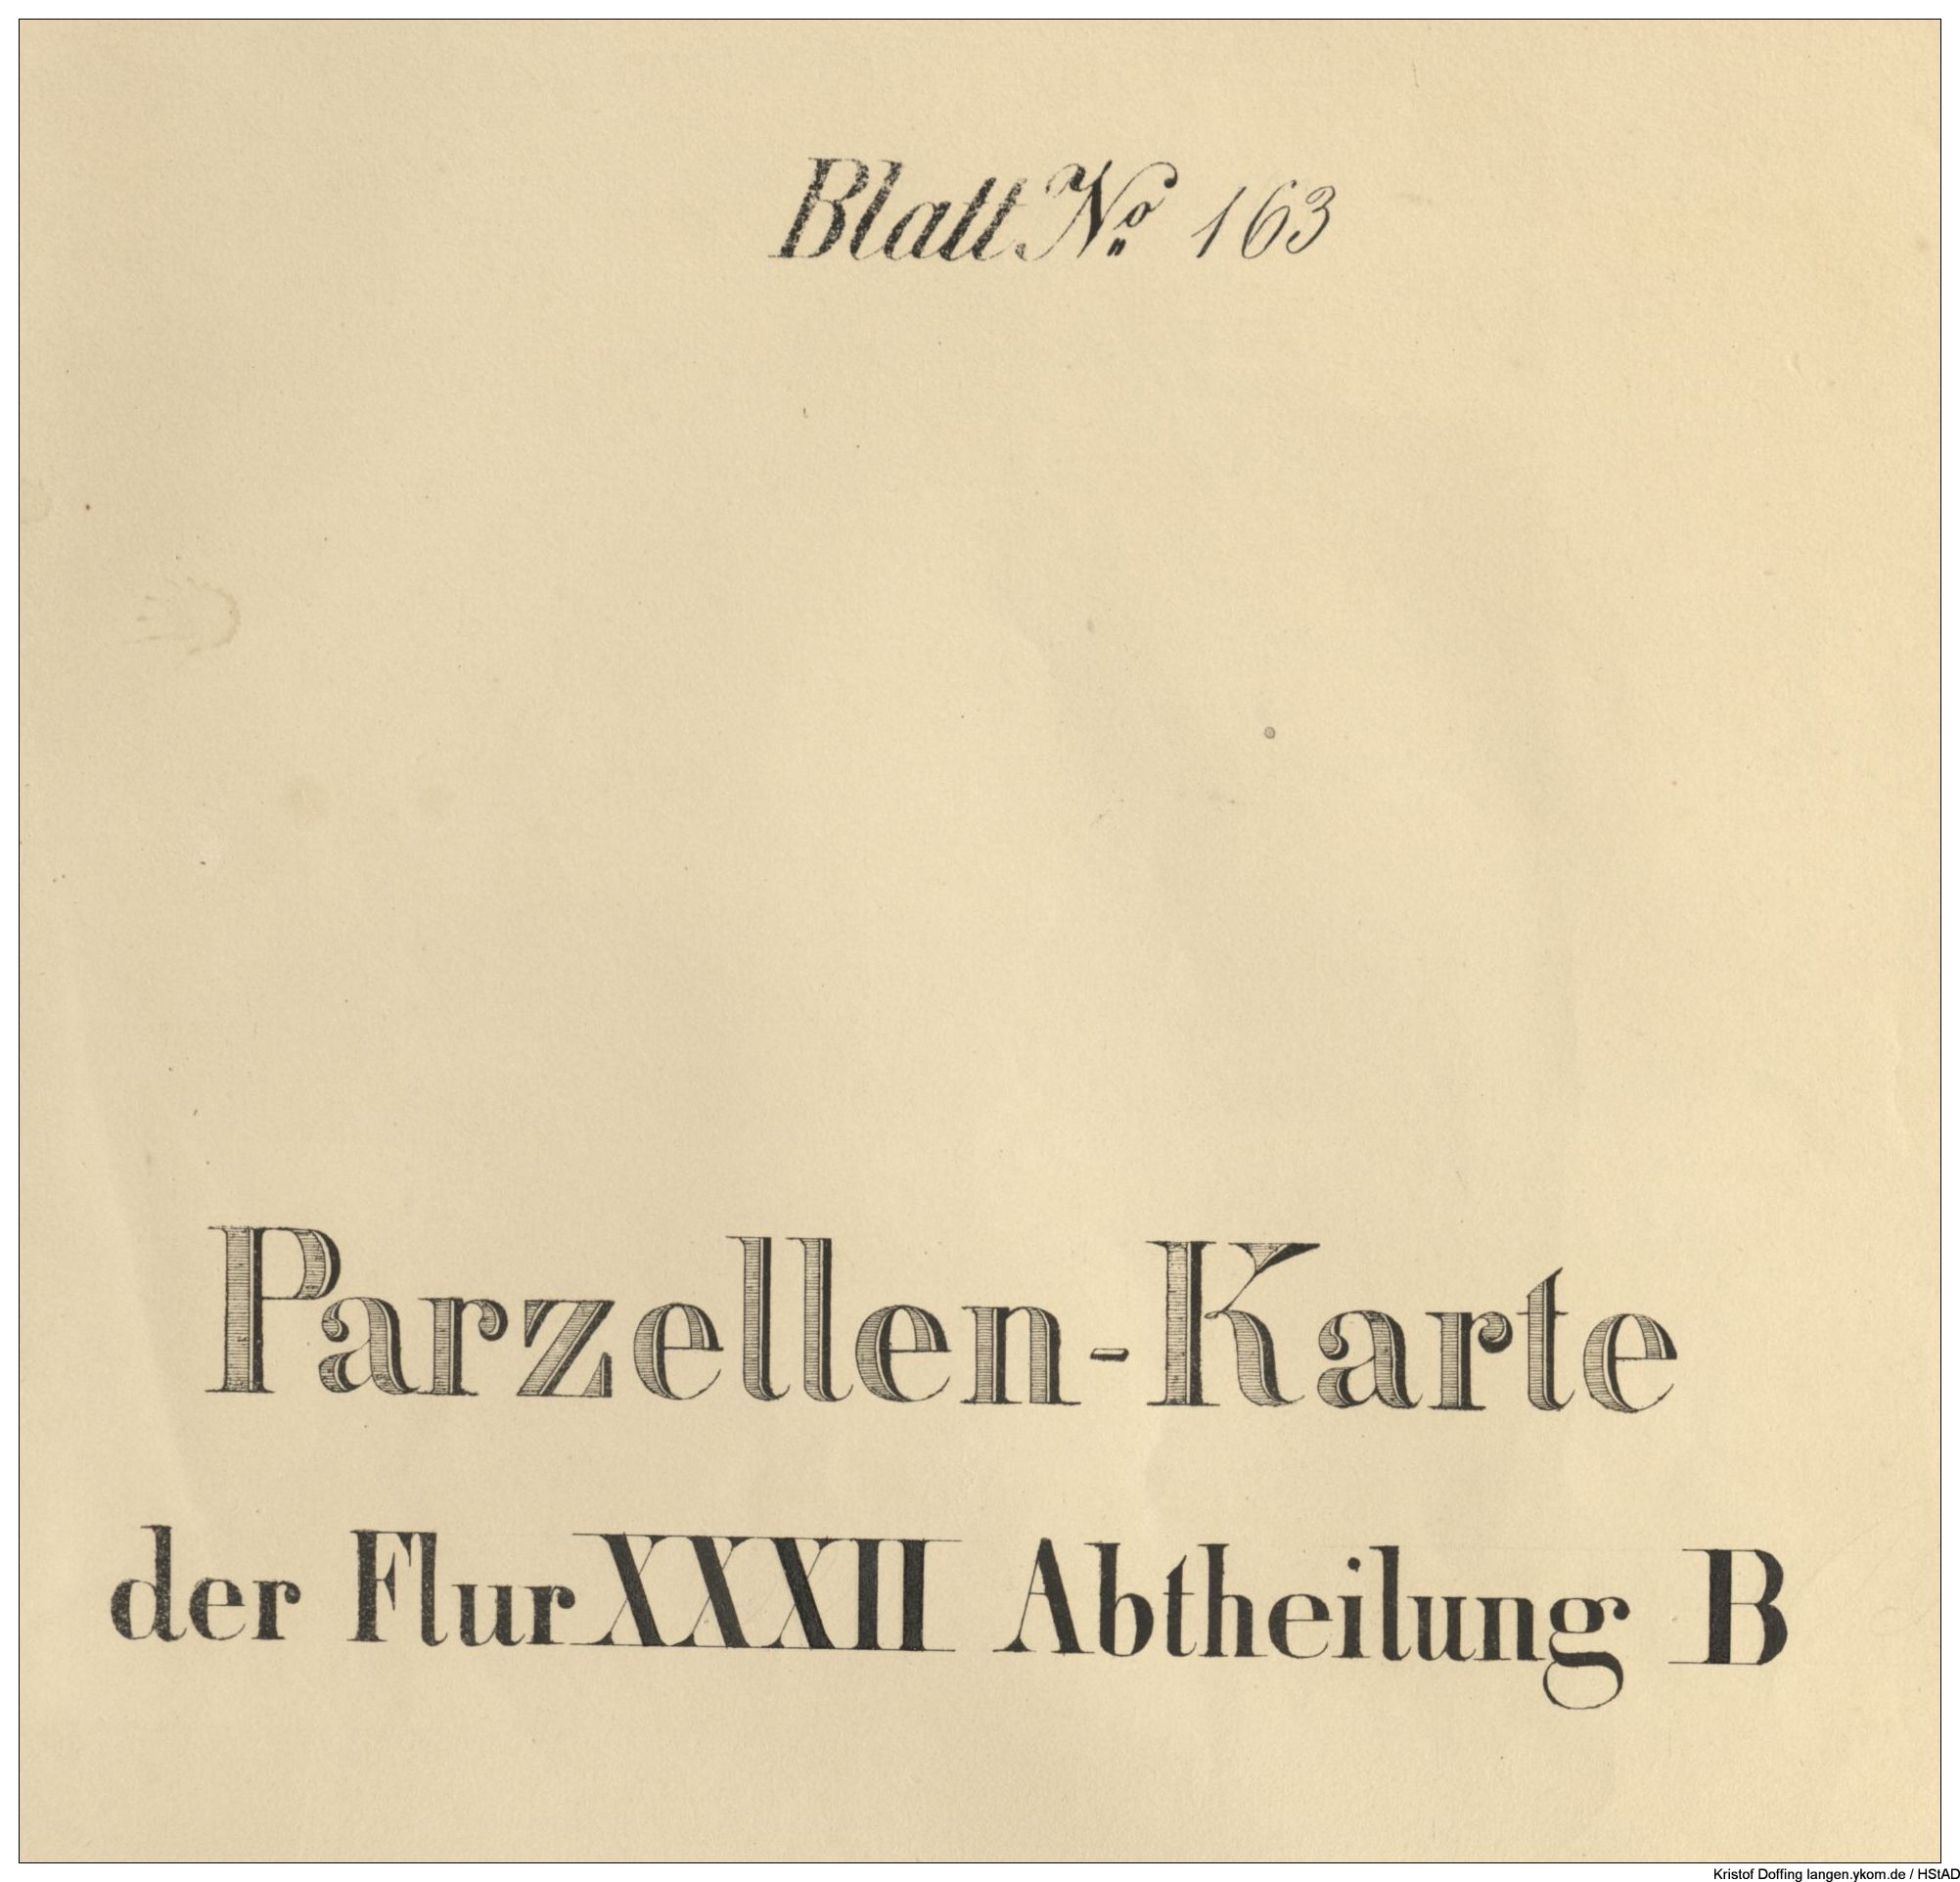 Blatt No 163
Parzellen-Karte
der Flur XXXII Abtheilung B
Kristof Doffing langen.ykom.de / HStAD